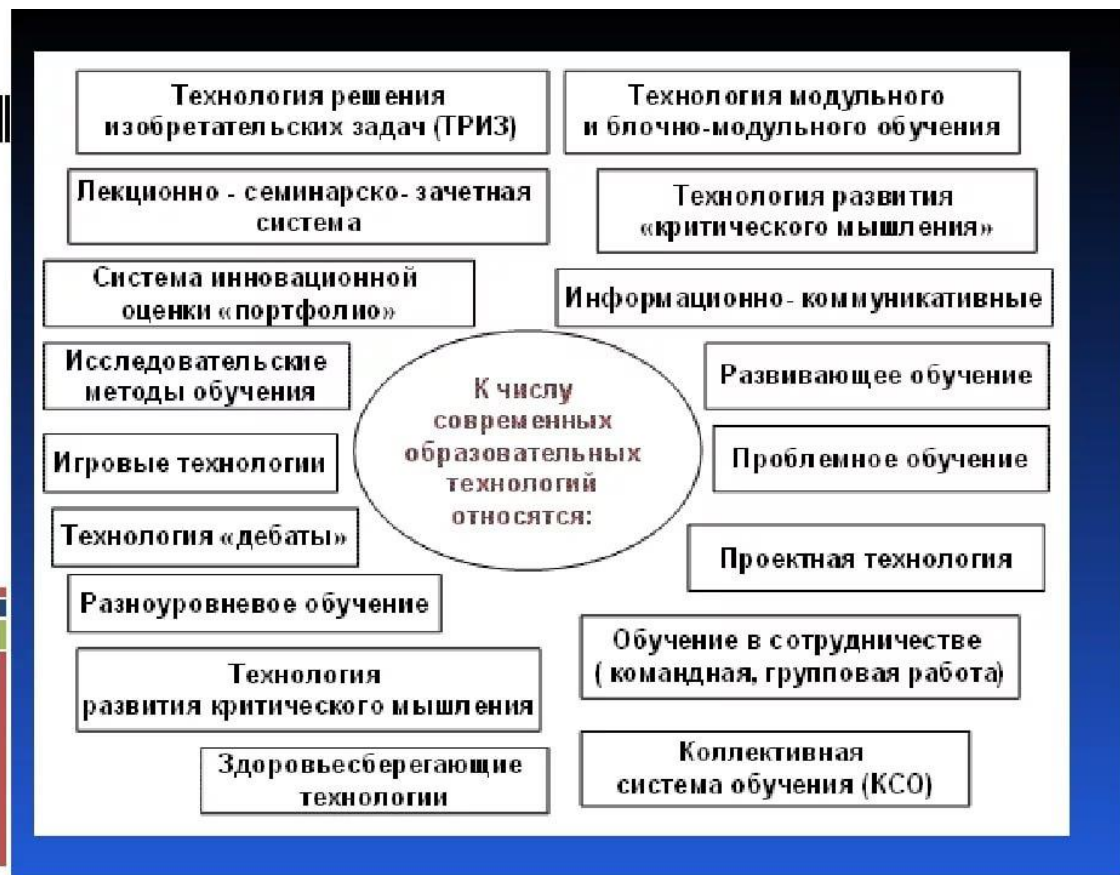 Технология решения
изобретательских задач (ТРИЗ)
Технология модульного
и блочно-модульного обучения
Лекционно - семинарско- зачетная
система
Технология развития
«критического мышления»
Система инновационной
оценки «портфолио»
Информационно- коммуникативные
Исследовательские
методы обучения
Развивающее обучение
К числу
современных
образовательных
технологий
относятся:
Игровые технологии
Проблемное обучение
Технология «дебаты»
Проектная технология
Разноуровневое обучение
Обучение в сотрудничестве
( командная, групповая работа)
Технология
развития критического мышления
Здоровьесберегающие
технологии
Коллективная
система обучения (КСО)